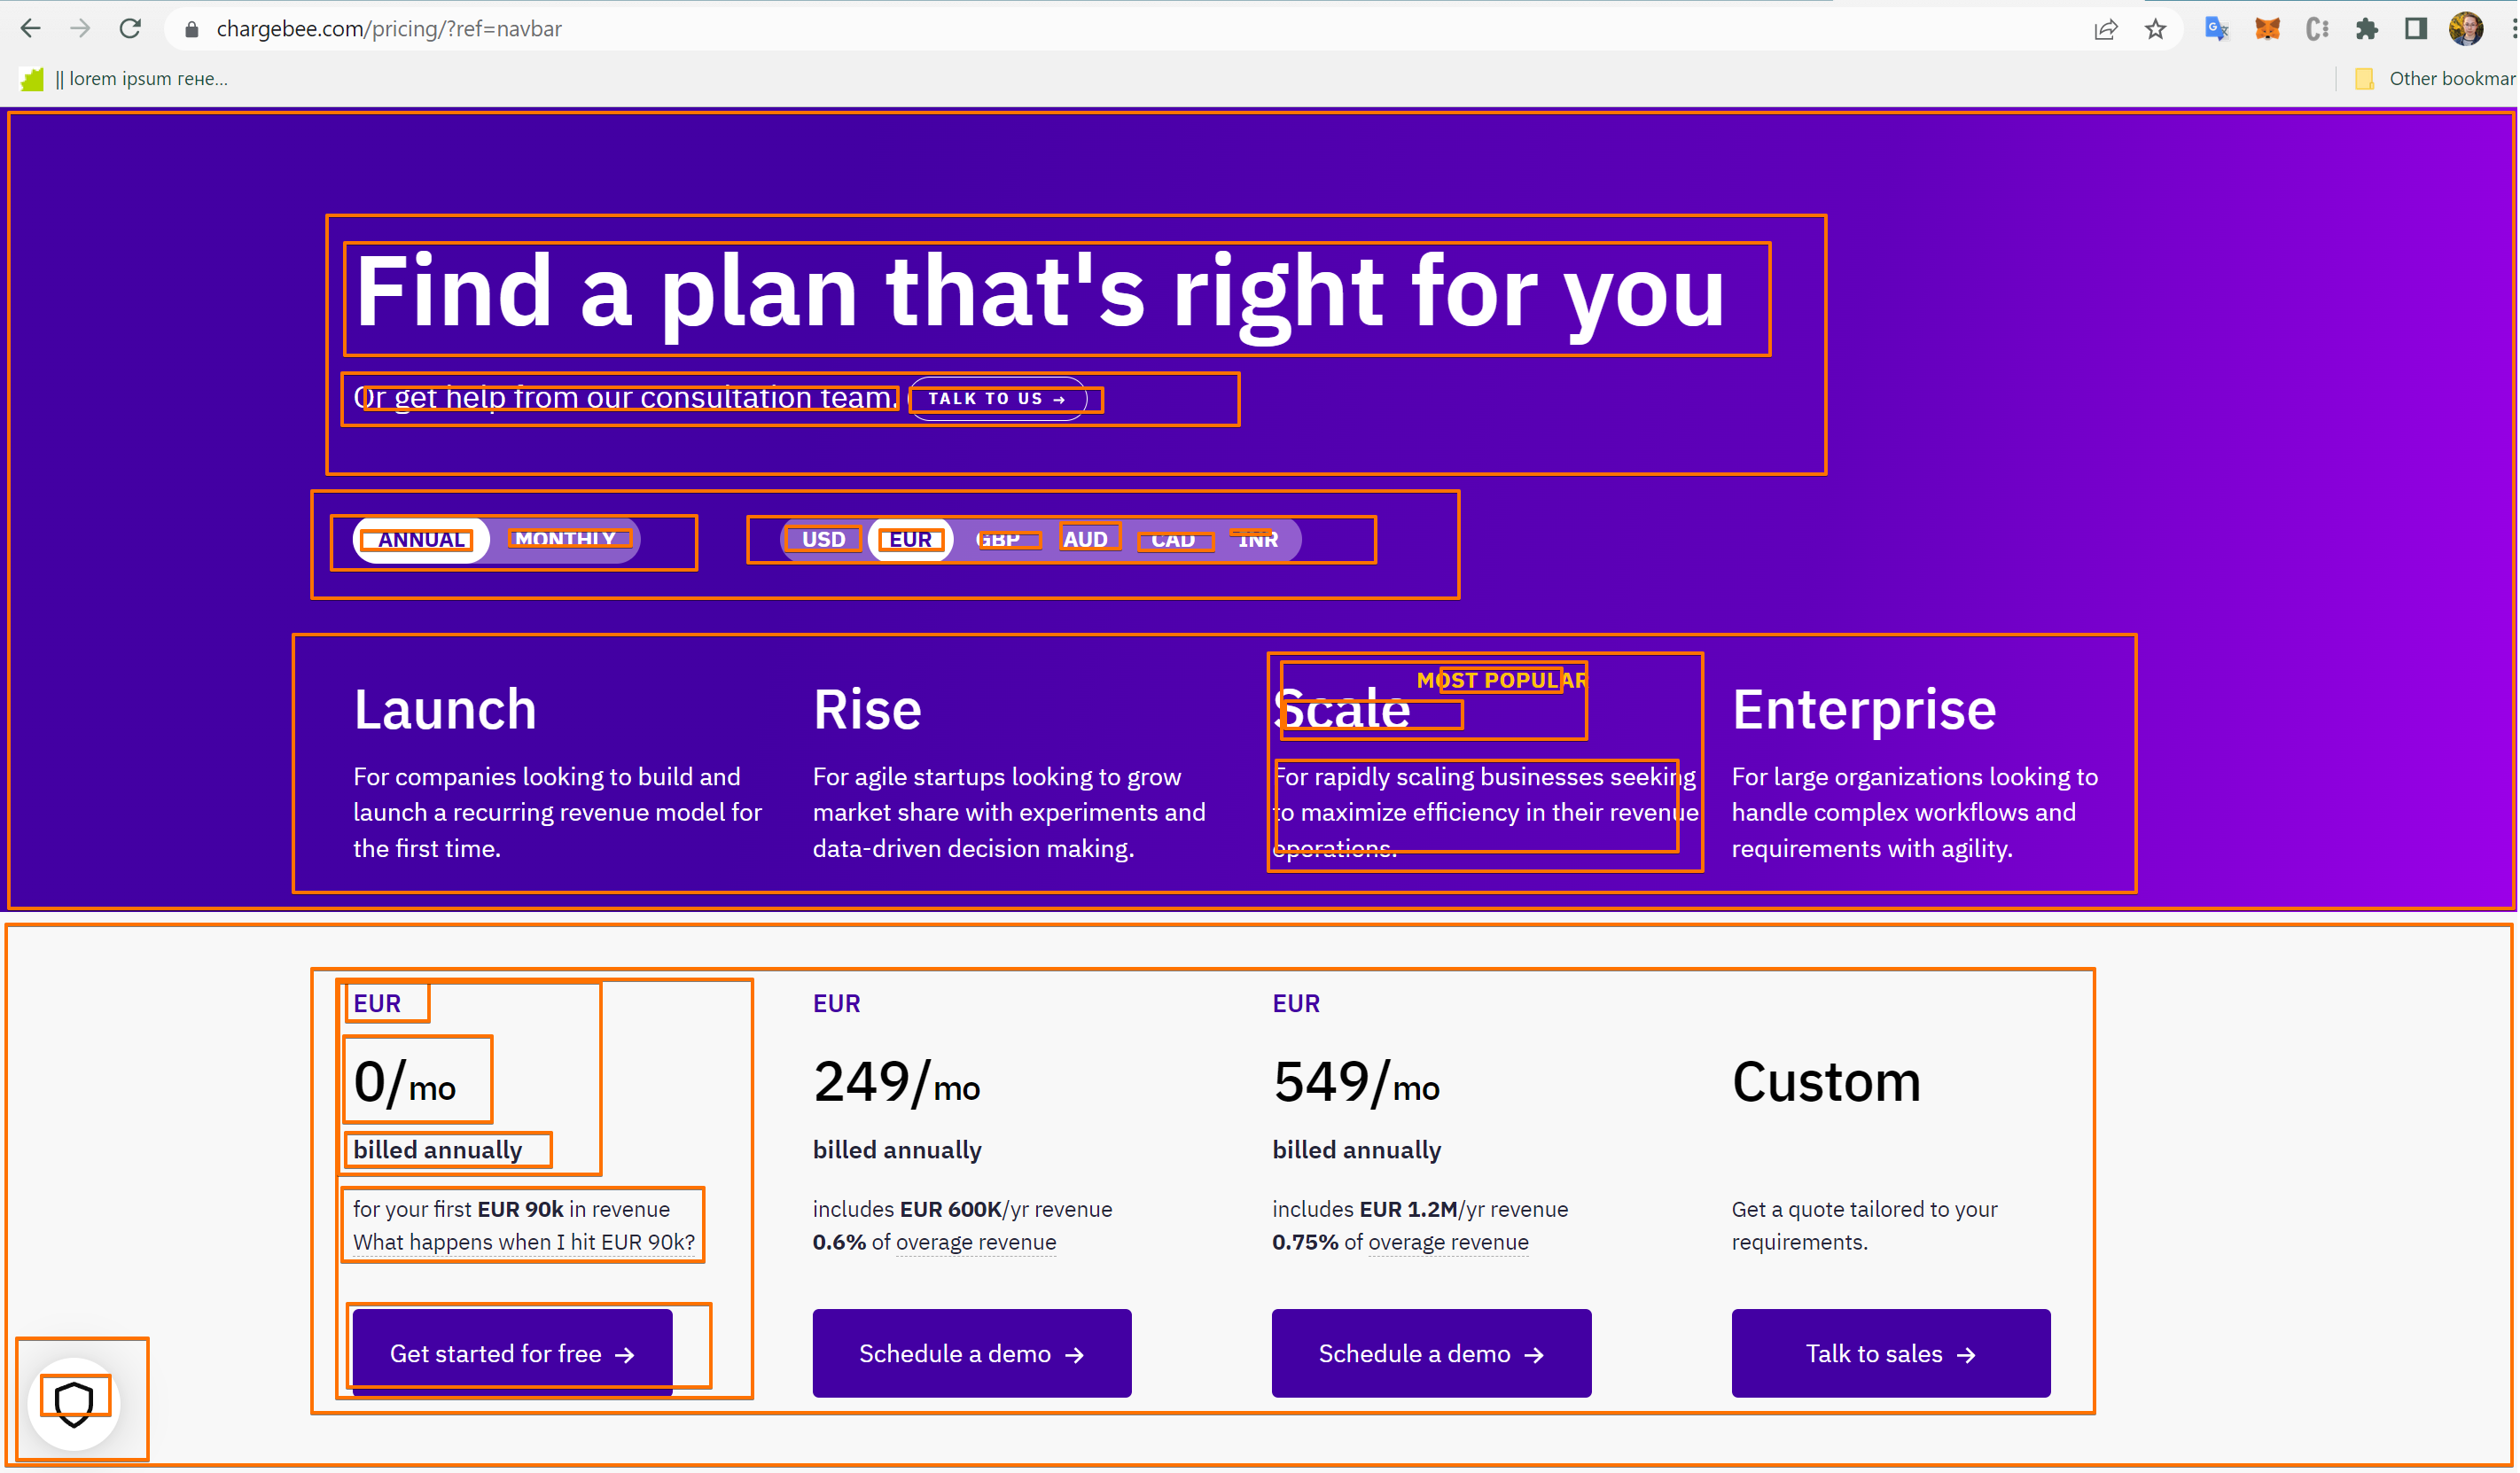 chargebee.com/pricing/?ref=navbar
|| lorem ipsum гене...
Other bookmar
Find a plan that's right for you
Or get help from our consultation team.
TALK TO US →
ANNUAL MONTHLY
USD EUR GBP AUD CAD INR
MOST POPULAR
Launch
For companies looking to build and
launch a recurring revenue model for
the first time.
Rise
For agile startups looking to grow
market share with experiments and
data-driven decision making.
Scale
For rapidly scaling businesses seeking
to maximize efficiency in their revenue
operations.
Enterprise
For large organizations looking to
handle complex workflows and
requirements with agility.
EUR
0/mo
billed annually
for your first EUR 90k in revenue
What happens when I hit EUR 90k?
Get started for free →
EUR
249/mo
billed annually
includes EUR 600K/yr revenue
0.6% of overage revenue
Schedule a demo →
EUR
549/mo
billed annually
includes EUR 1.2M/yr revenue
0.75% of overage revenue
Schedule a demo →
Custom
Get a quote tailored to your
requirements.
Talk to sales →